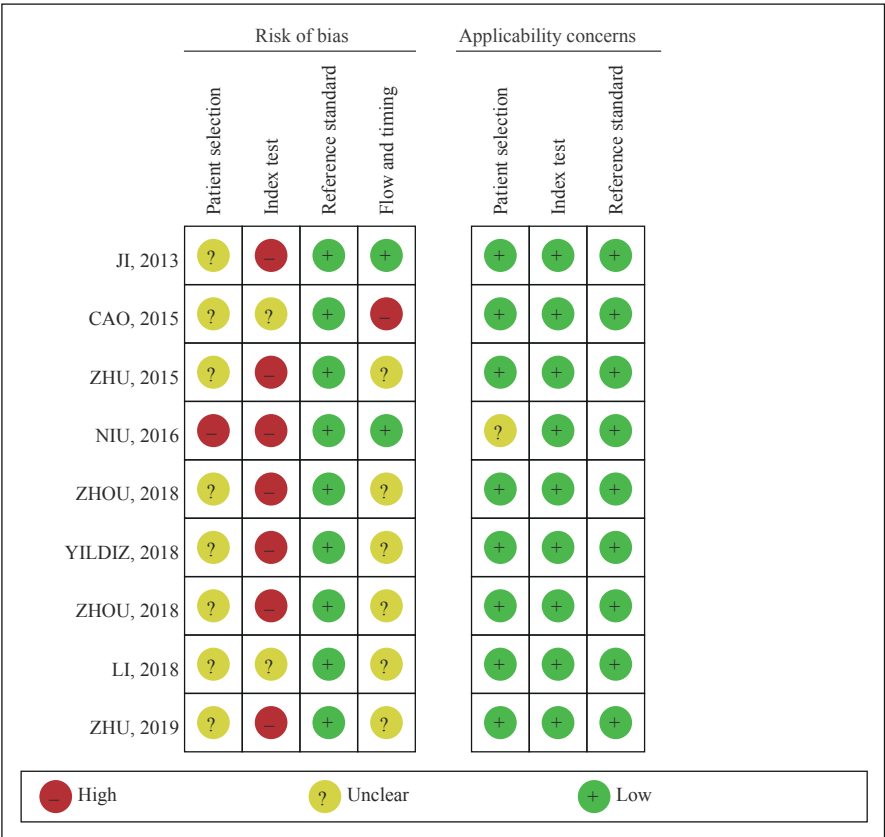 Risk of bias Applicability concerns
Patient selection Index test Reference standard Flow and timing Patient selection Index test Reference standard
JI, 2013 ? – + + + + +
CAO, 2015 ? ? + – + + +
ZHU, 2015 ? – + ? + + +
NIU, 2016 – – + + ? + +
ZHOU, 2018 ? – + ? + + +
YILDIZ, 2018 ? – + ? + + +
ZHOU, 2018 ? – + ? + + +
LI, 2018 ? ? + ? + + +
ZHU, 2019 ? – + ? + + +
– High ? Unclear + Low